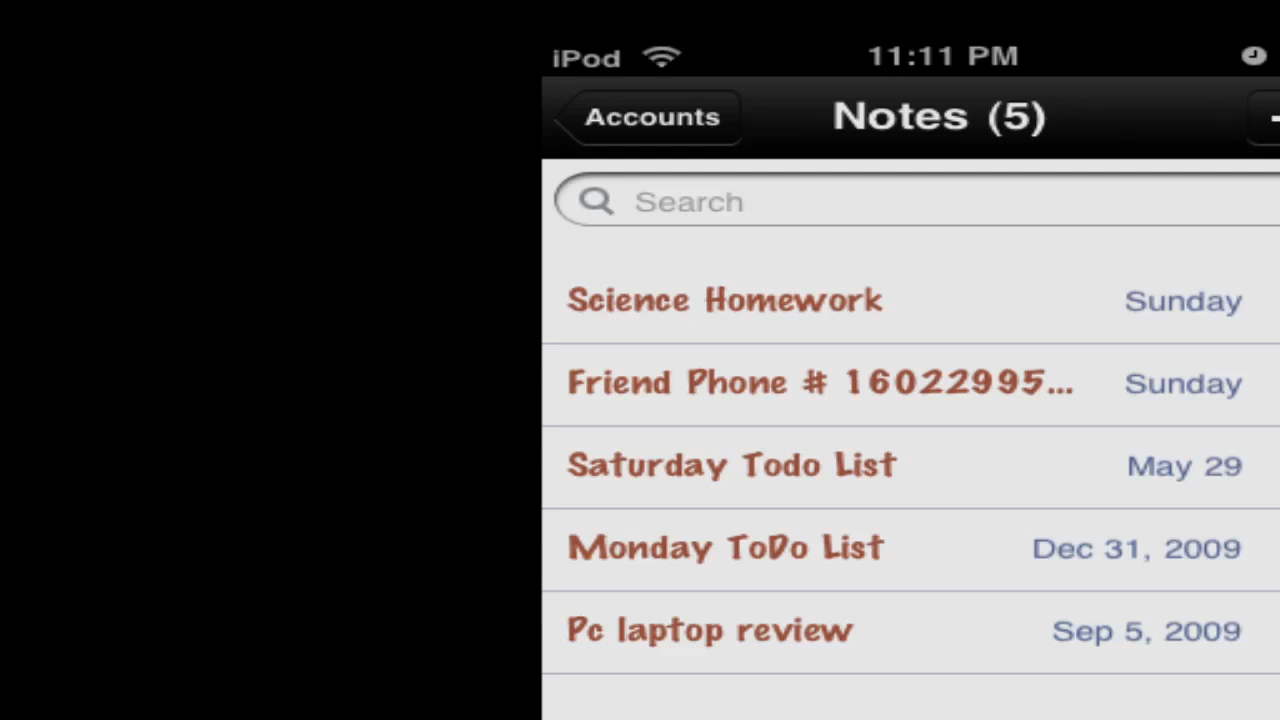 iPod 11:11 PM
Accounts Notes (5)
Search
Science Homework Sunday
Friend Phone # 16022995... Sunday
Saturday Todo List May 29
Monday ToDo List Dec 31, 2009
Pc laptop review Sep 5, 2009